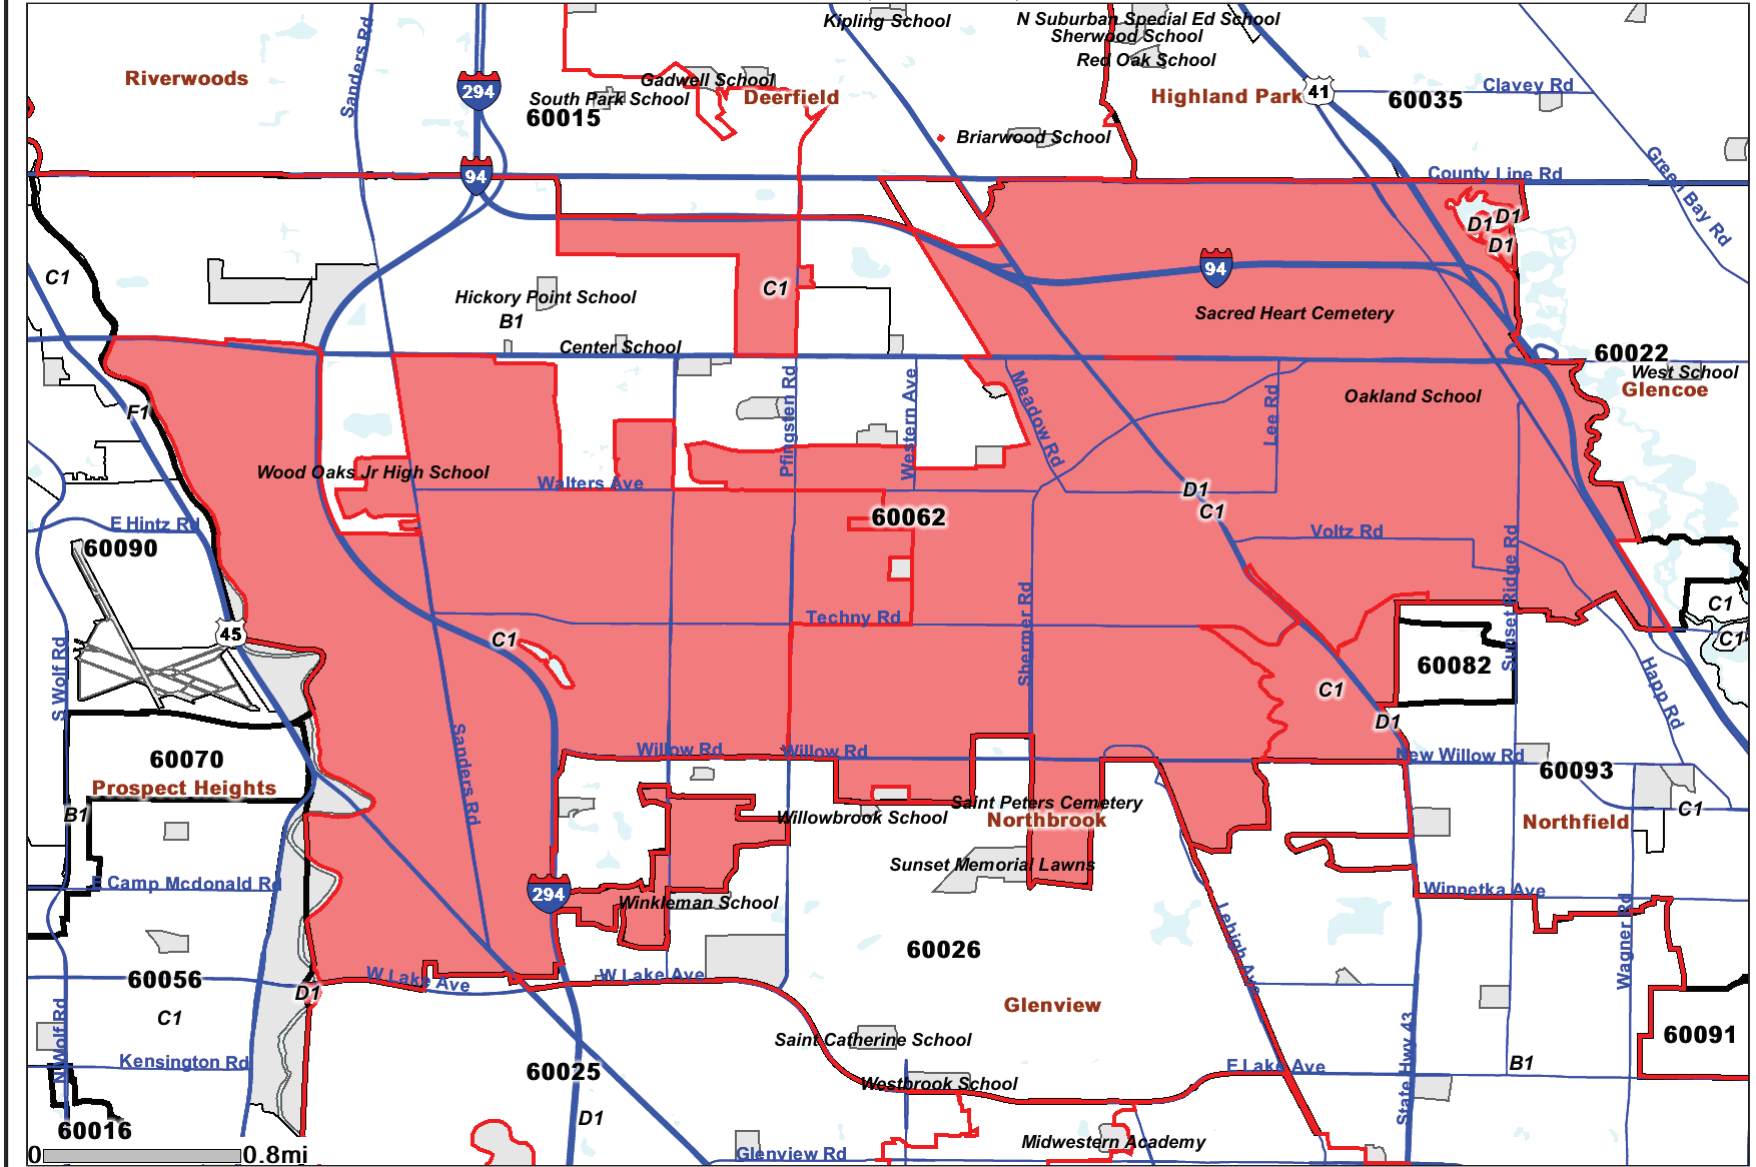 Kipling School
N Suburban Special Ed School
Sherwood School
Red Oak School
Sanders Rd
Riverwoods
294
Gadwell School
South Park School
Deerfield
60015
Highland Park
41
60035
Clavey Rd
Briarwood School
Green Bay Rd
94
County Line Rd
D1
D1
D1
C1
94
C1
Hickory Point School
B1
Sacred Heart Cemetery
Center School
60022
West School
Glencoe
Oakland School
Pfingsten Rd
Western Ave
Meadow Rd
Lee Rd
F1
Wood Oaks Jr High School
Walters Ave
D1
C1
60062
E Hintz Rd
60090
Voltz Rd
Sunset Ridge Rd
Techny Rd
Shermer Rd
C1
45
C1
C1
60082
S Wolf Rd
C1
Happ Rd
D1
Sanders Rd
Willow Rd
Willow Rd
New Willow Rd
60070
Prospect Heights
60093
B1
Saint Peters Cemetery
Willowbrook School
Northbrook
C1
Northfield
Sunset Memorial Lawns
E Camp Mcdonald Rd
294
Winkleman School
Winnetka Ave
Wagner Rd
Lehigh Ave
60026
60056
W Lake Ave
W Lake Ave
D1
Glenview
C1
N Wolf Rd
State Hwy 43
60091
Saint Catherine School
Kensington Rd
60025
Westbrook School
E Lake Ave
B1
D1
60016
Midwestern Academy
Glenview Rd
0
0.8mi